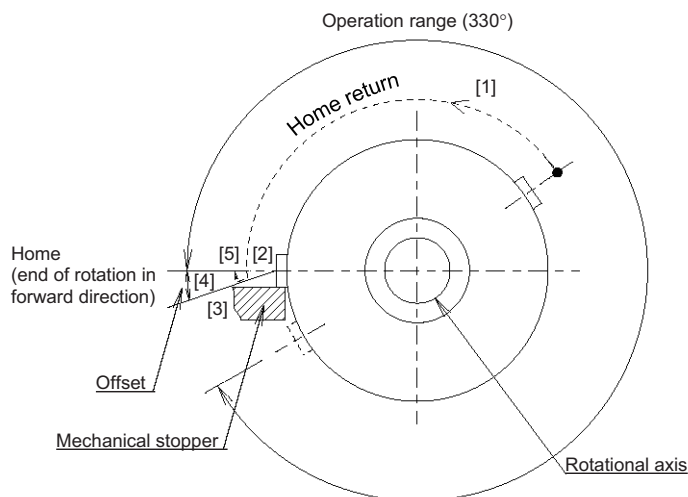 Operation range (330°)
[1]
Home return
Home
(end of rotation in
forward direction)
[5]
[2]
[4]
[3]
Offset
Mechanical stopper
Rotational axis